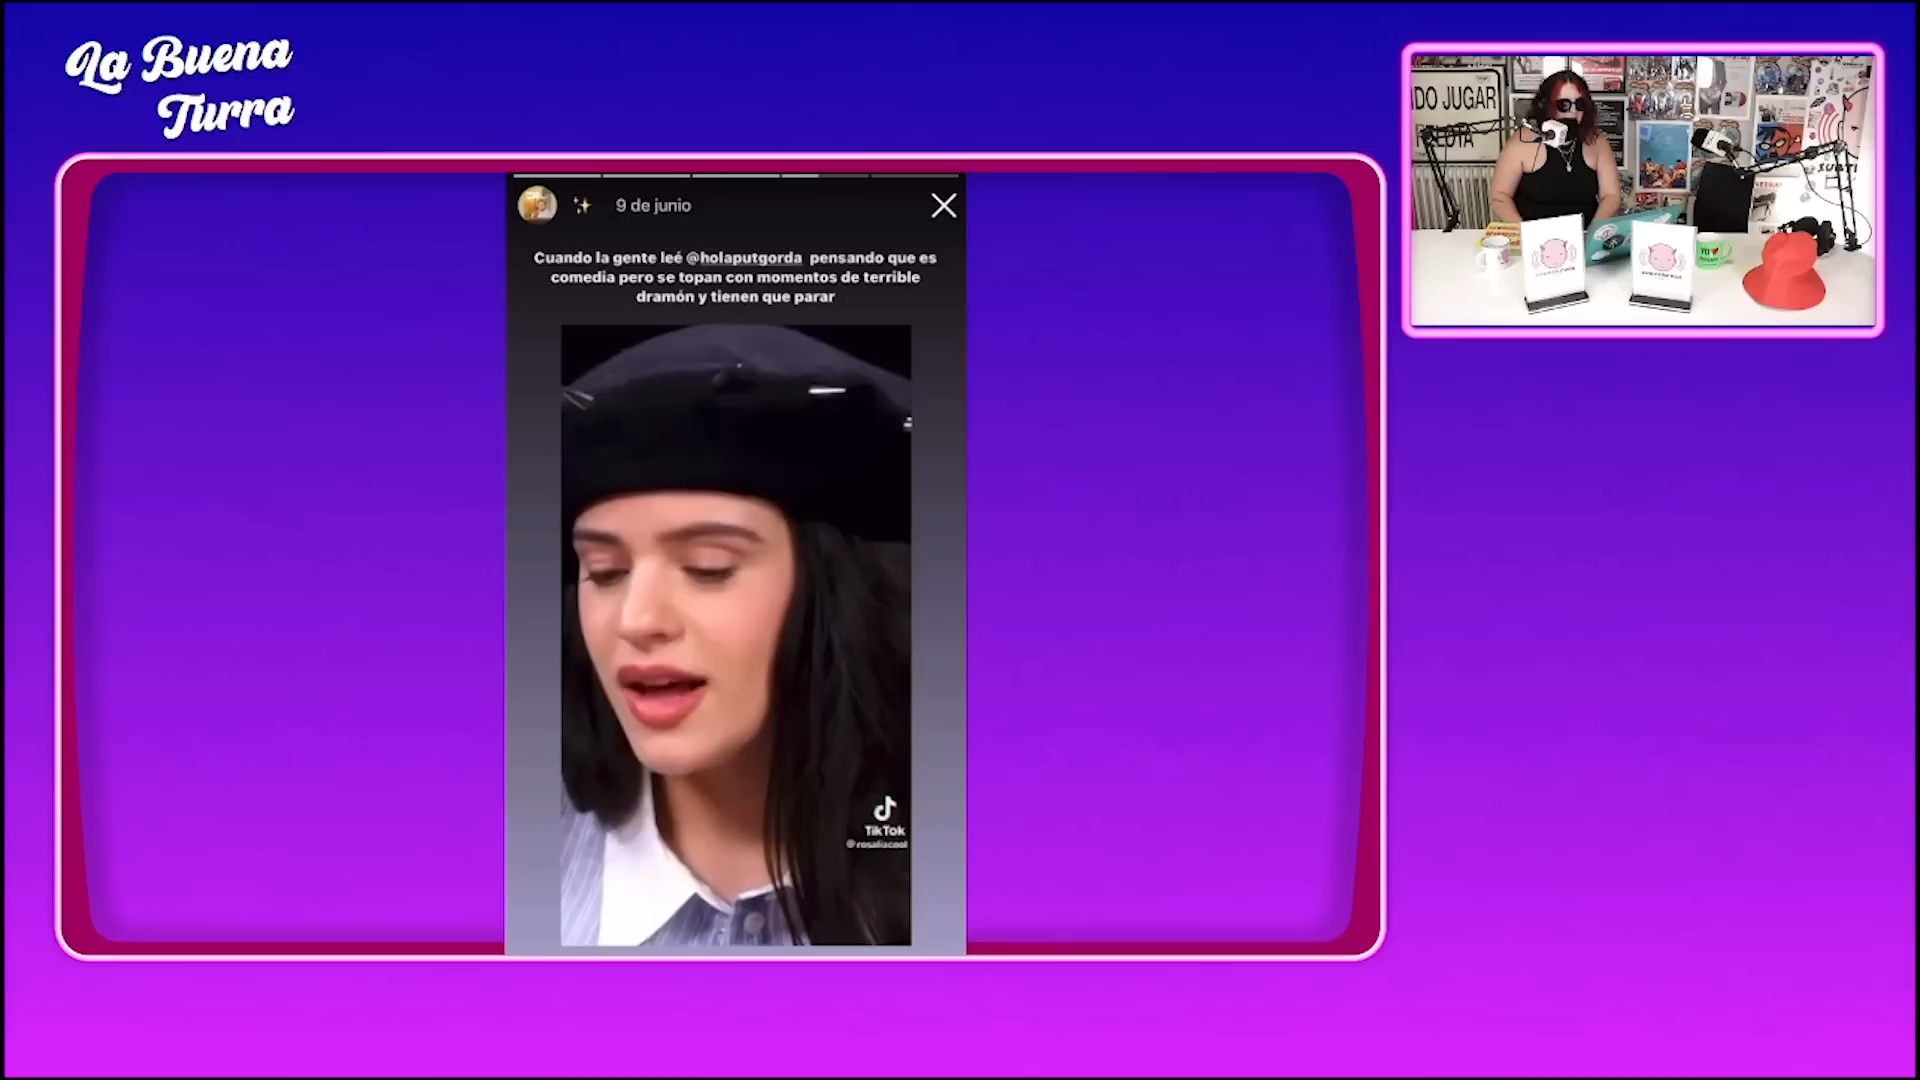 La Buena
Turra
9 de junio
Cuando la gente leé @holaputgorda pensando que es
comedia pero se topan con momentos de terrible
dramón y tienen que parar
TikTok
@rosaliacool
DO JUGAR
PELOTA